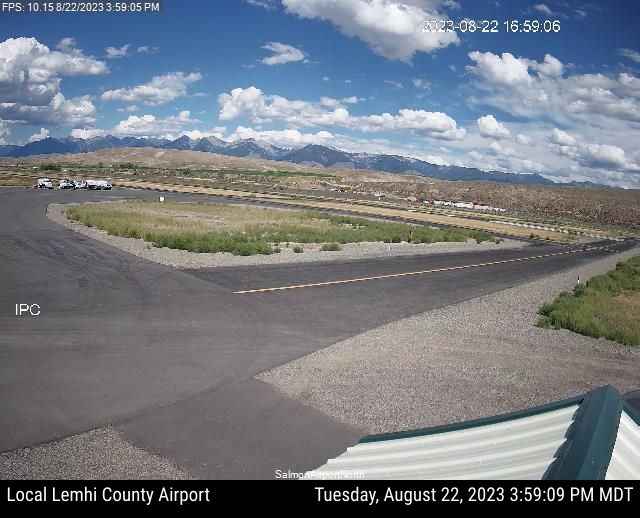 FPS: 10.15 8/22/2023 3:59:05 PM
2023-08-22 16:59:06
IPC
SalmonAirportNorth
Local Lemhi County Airport
Tuesday, August 22, 2023 3:59:09 PM MDT